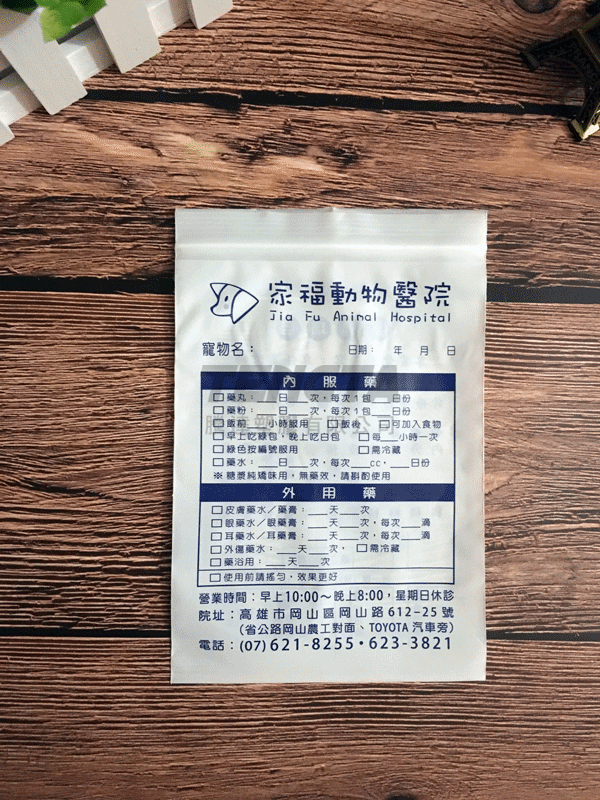 家福動物醫院
Jia Fu Animal Hospital
寵物名： 日期： 年 月 日
內 服 藥
□藥丸：___日___次，每次1包___日份
□藥粉：___日___次，每次1包___日份
□飯前___小時服用 □飯後 □可加入食物
□早上吃綠包，晚上吃白包 □每___小時一次
□綠色按編號服用 □需冷藏
□藥水：___日___次，每次___cc，___日份
※糖漿純矯味用，無藥效，請斟酌使用
外 用 藥
□皮膚藥水／藥膏：___天___次
□眼藥水／眼藥膏：___天___次，每次___滴
□耳藥水／耳藥膏：___天___次，每次___滴
□外傷藥水：___天___次， □需冷藏
□藥浴用：___天___次
□使用前請搖勻，效果更好
營業時間：早上10:00～晚上8:00，星期日休診
院址：高雄市岡山區岡山路612-25號
（省公路岡山農工對面、TOYOTA汽車旁）
電話：(07)621-8255・623-3821